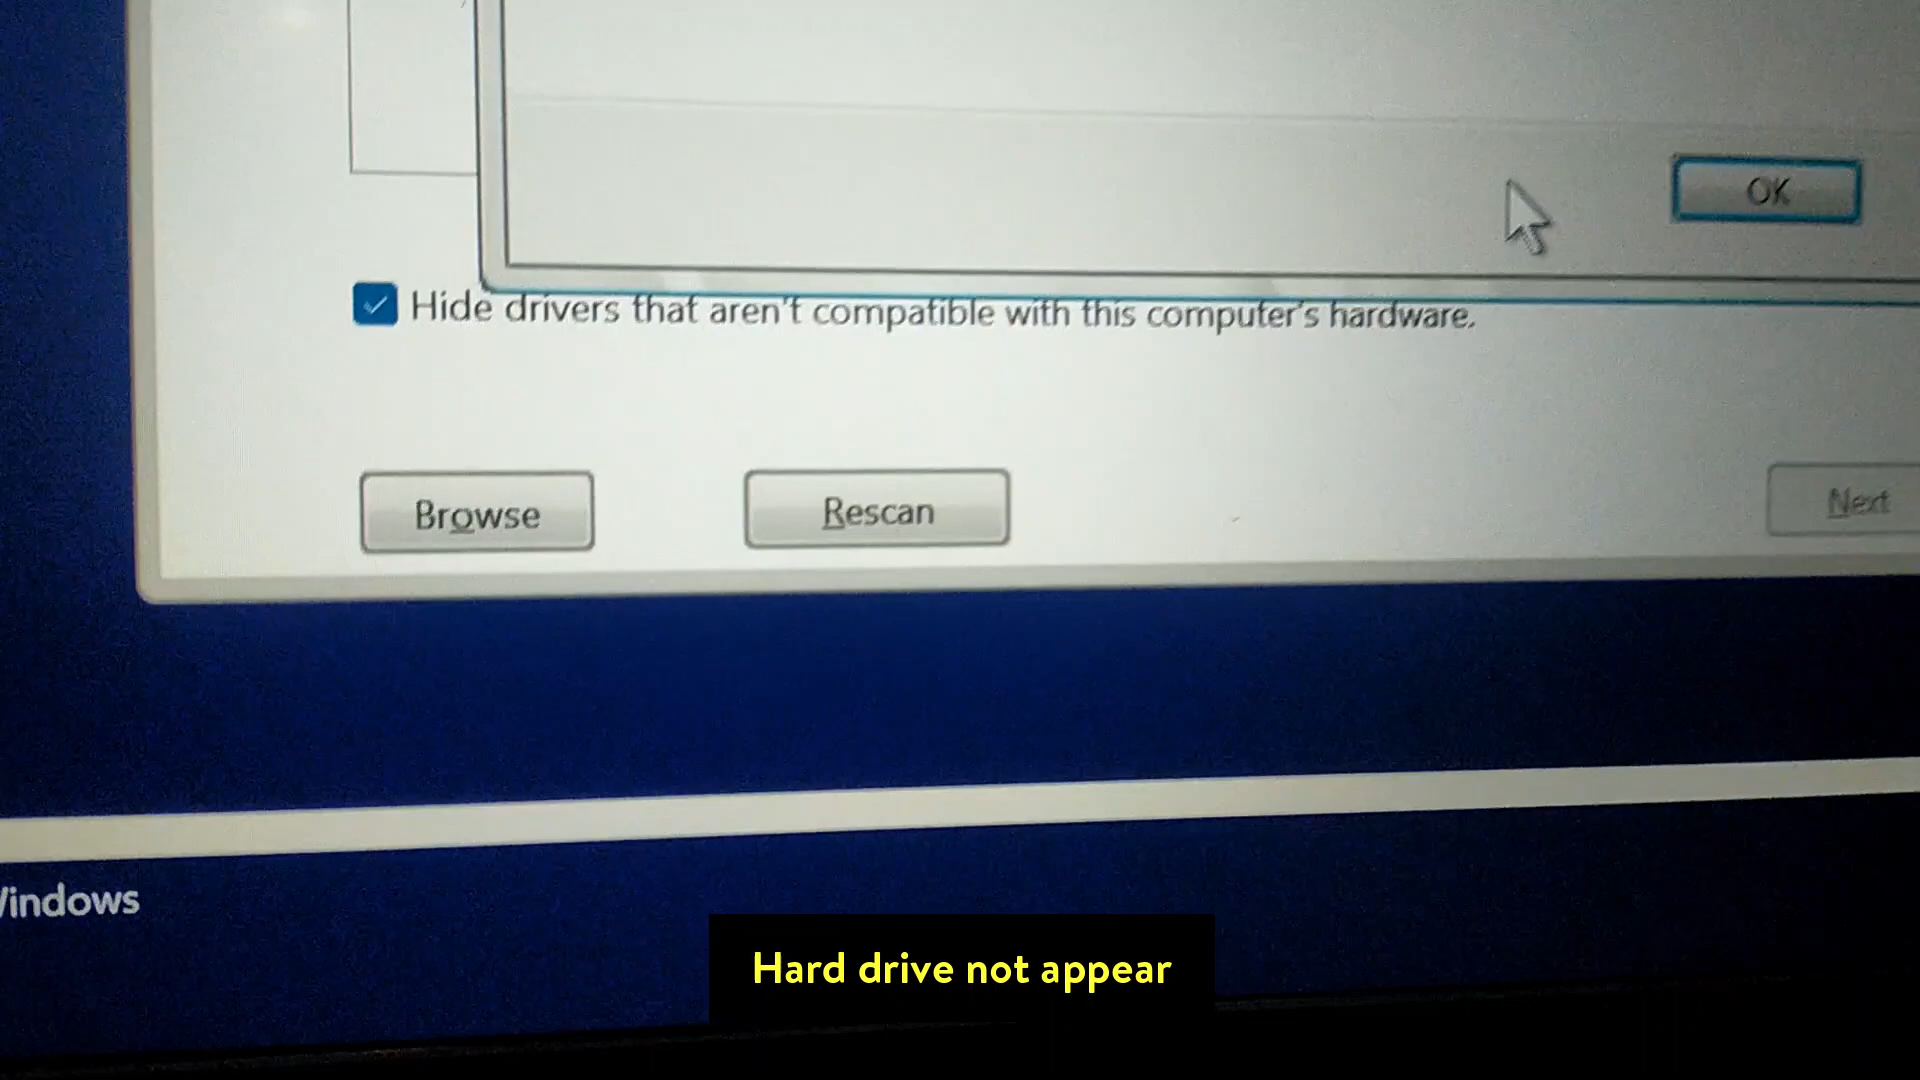 OK
Hide drivers that aren't compatible with this computer's hardware.
Browse
Rescan
Next
indows
Hard drive not appear